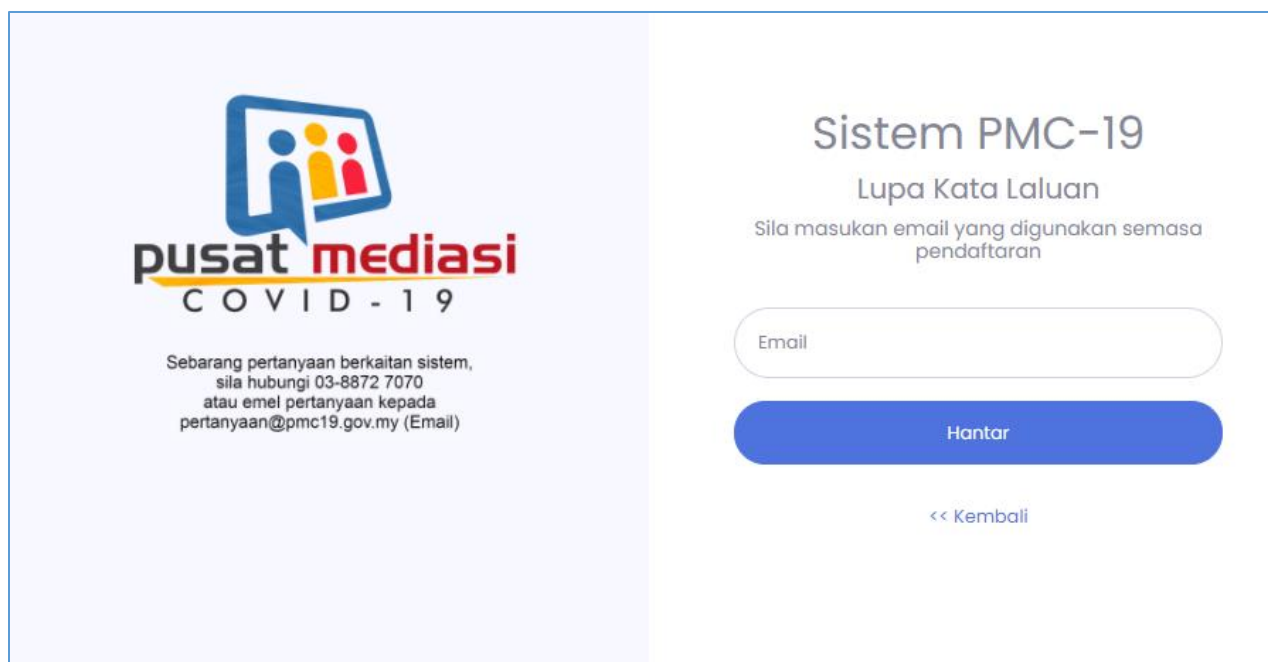 pusat mediasi
COVID-19
Sebarang pertanyaan berkaitan sistem,
sila hubungi 03-8872 7070
atau emel pertanyaan kepada
pertanyaan@pmc19.gov.my (Email)
Sistem PMC-19
Lupa Kata Laluan
Sila masukan email yang digunakan semasa
pendaftaran
Email
Hantar
<< Kembali